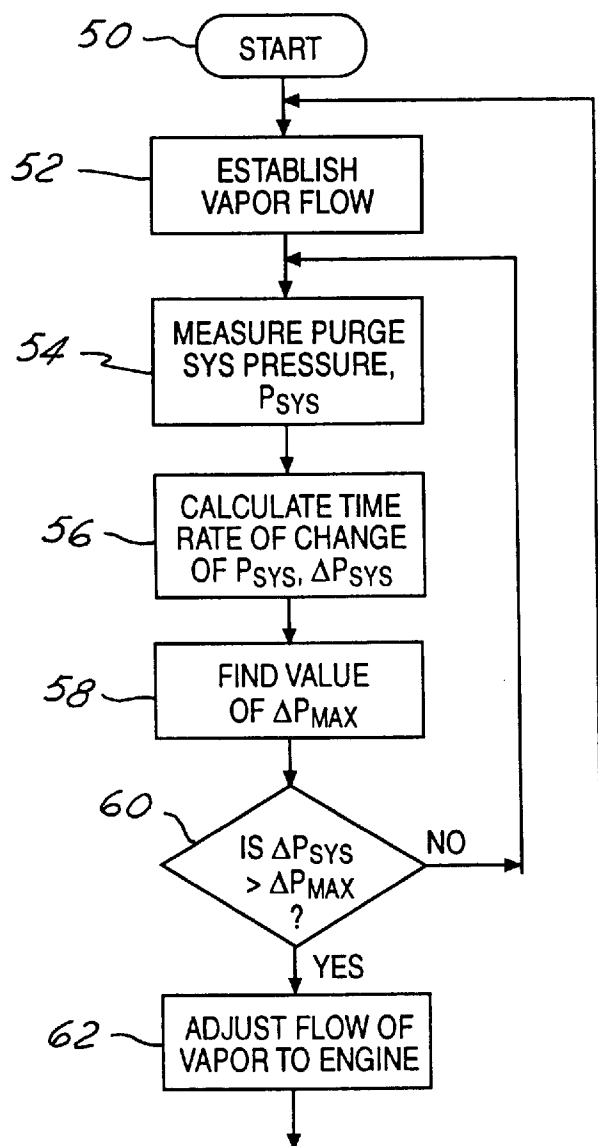 50
START
52
ESTABLISH
VAPOR FLOW
54
MEASURE PURGE
SYS PRESSURE,
PSYS
56
CALCULATE TIME
RATE OF CHANGE
OF PSYS, ΔPSYS
58
FIND VALUE
OF ΔPMAX
60
IS ΔPSYS
> ΔPMAX
?
NO
YES
62
ADJUST FLOW OF
VAPOR TO ENGINE